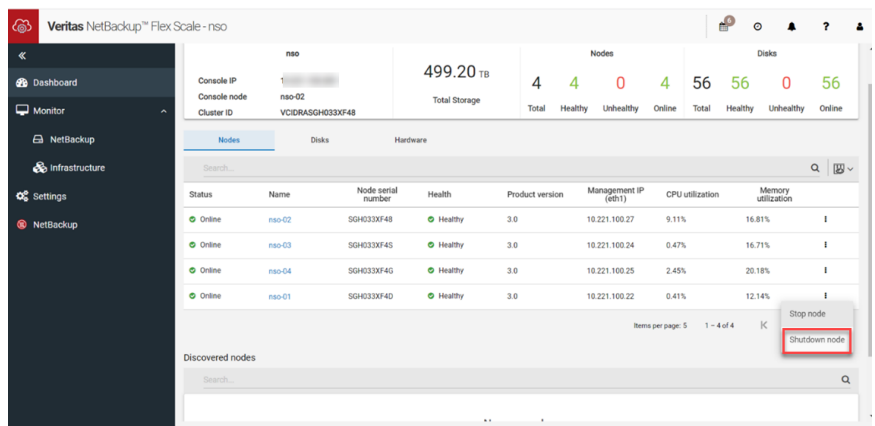 Veritas NetBackup™ Flex Scale - nso
6
?
«
Dashboard
Monitor
NetBackup
Infrastructure
Settings
NetBackup
nso
Console IP
Console node nso-02
Cluster ID VCIDRASGH033XF48
499.20 TB
Total Storage
Nodes
4 4 0 4
Total Healthy Unhealthy Online
Disks
56 56 0 56
Total Healthy Unhealthy Online
Nodes Disks Hardware
Search...
Status Name Node serial number Health Product version Management IP (eth1) CPU utilization Memory utilization
Online nso-02 SGH033XF48 Healthy 3.0 10.221.100.27 9.11% 16.81%
Online nso-03 SGH033XF4S Healthy 3.0 10.221.100.24 0.47% 16.71%
Online nso-04 SGH033XF4G Healthy 3.0 10.221.100.25 2.45% 20.18%
Online nso-01 SGH033XF4D Healthy 3.0 10.221.100.22 0.41% 12.14%
Items per page: 5 1 – 4 of 4
Stop node
Shutdown node
Discovered nodes
Search...